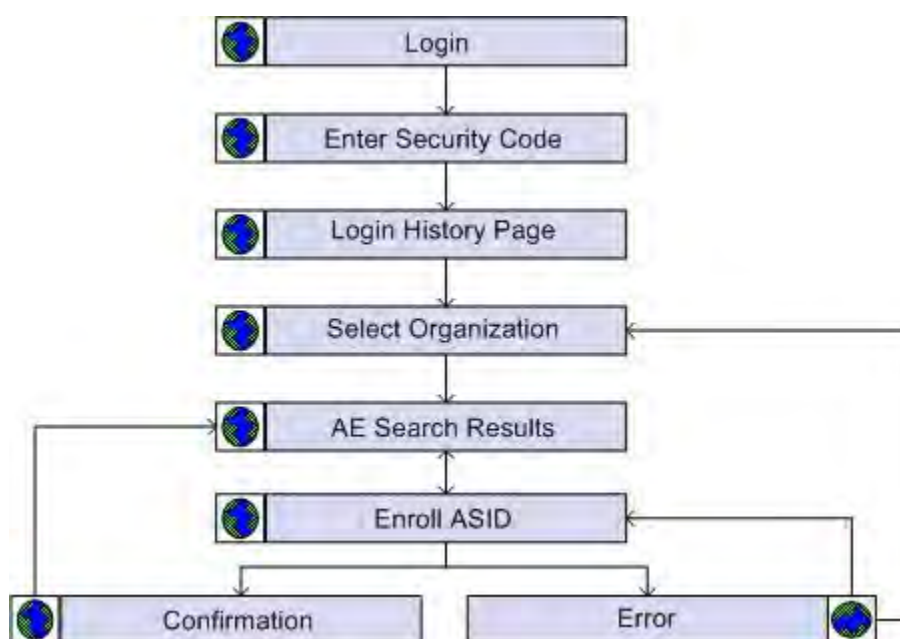 Login
Enter Security Code
Login History Page
Select Organization
AE Search Results
Enroll ASID
Confirmation
Error